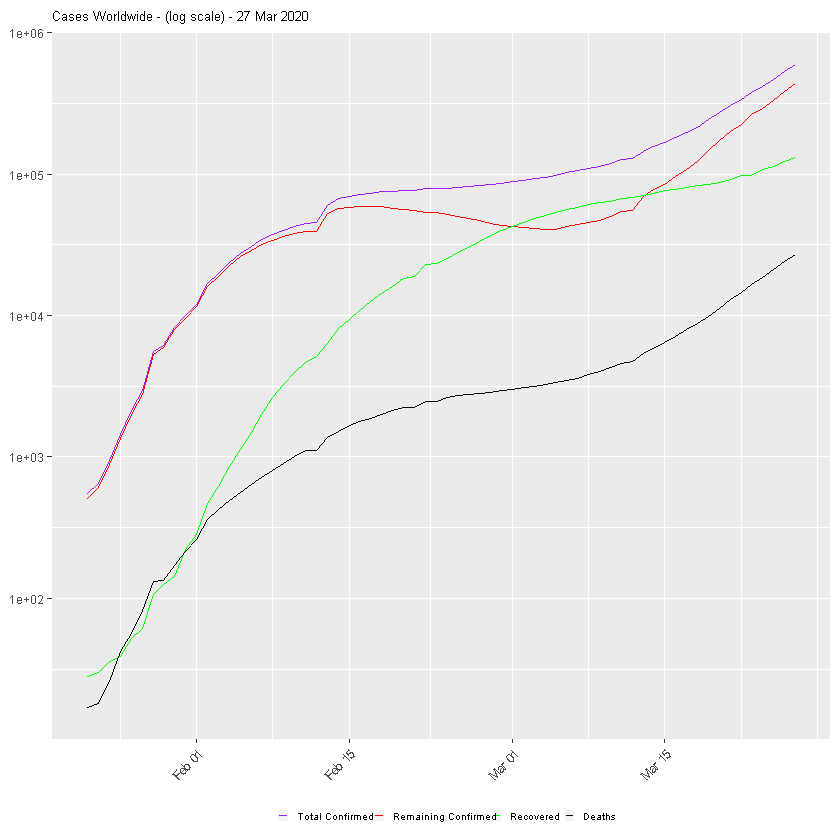 Cases Worldwide - (log scale) - 27 Mar 2020
1e+06
1e+05
1e+04
1e+03
1e+02
Feb 01 Feb 15 Mar 01 Mar 15
Total Confirmed Remaining Confirmed Recovered Deaths